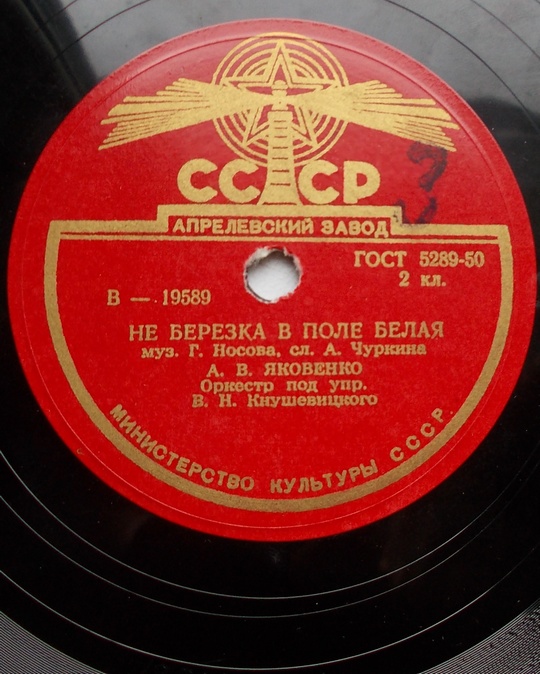 СССР
АПРЕЛЕВСКИЙ ЗАВОД
ГОСТ 5289-50
2 кл.
В — 19589
НЕ БЕРЕЗКА В ПОЛЕ БЕЛАЯ
муз. Г. Носова, сл. А. Чуркина
А. В. ЯКОВЕНКО
Оркестр под упр.
В. Н. Кнушевицкого
МИНИСТЕРСТВО КУЛЬТУРЫ СССР.